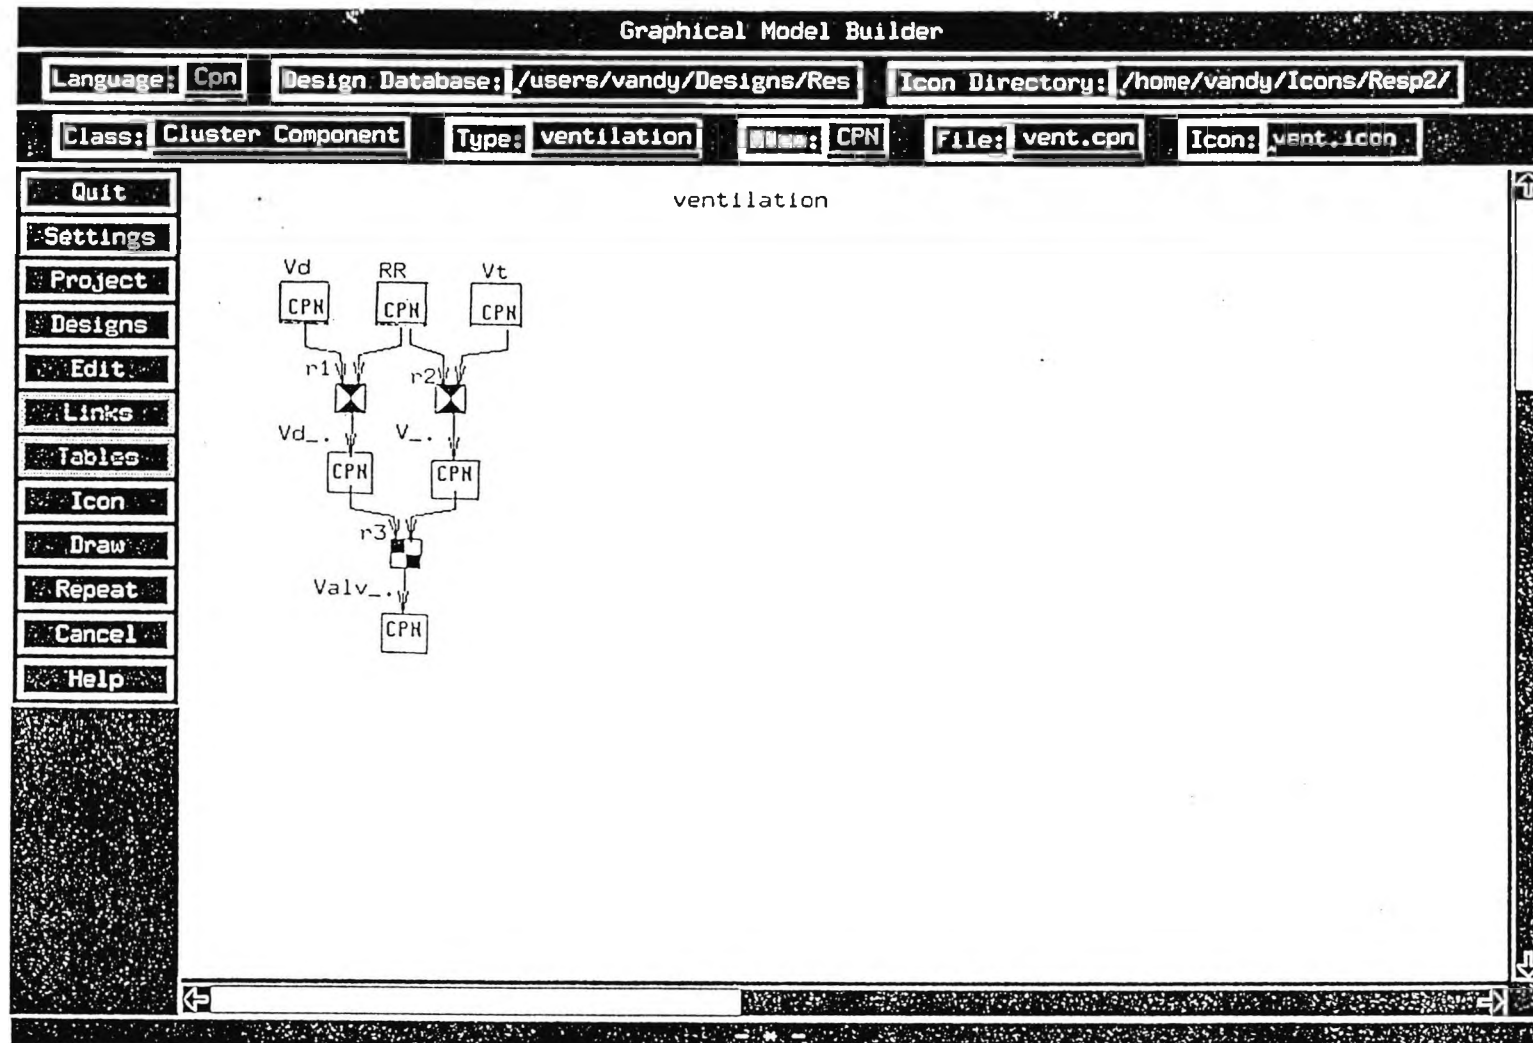 Graphical Model Builder
Language: Cpn Design Database: /users/vandy/Designs/Res Icon Directory: /home/vandy/Icons/Resp2/
Class: Cluster Component Type: ventilation : CPN File: vent.cpn Icon: vent.icon
Quit
Settings
Project
Designs
Edit
Links
Tables
Icon
Draw
Repeat
Cancel
Help
ventilation
Vd RR Vt
CPN CPN CPN
r1 r2
Vd_. V_.
CPN CPN
r3
Valv_.
CPN